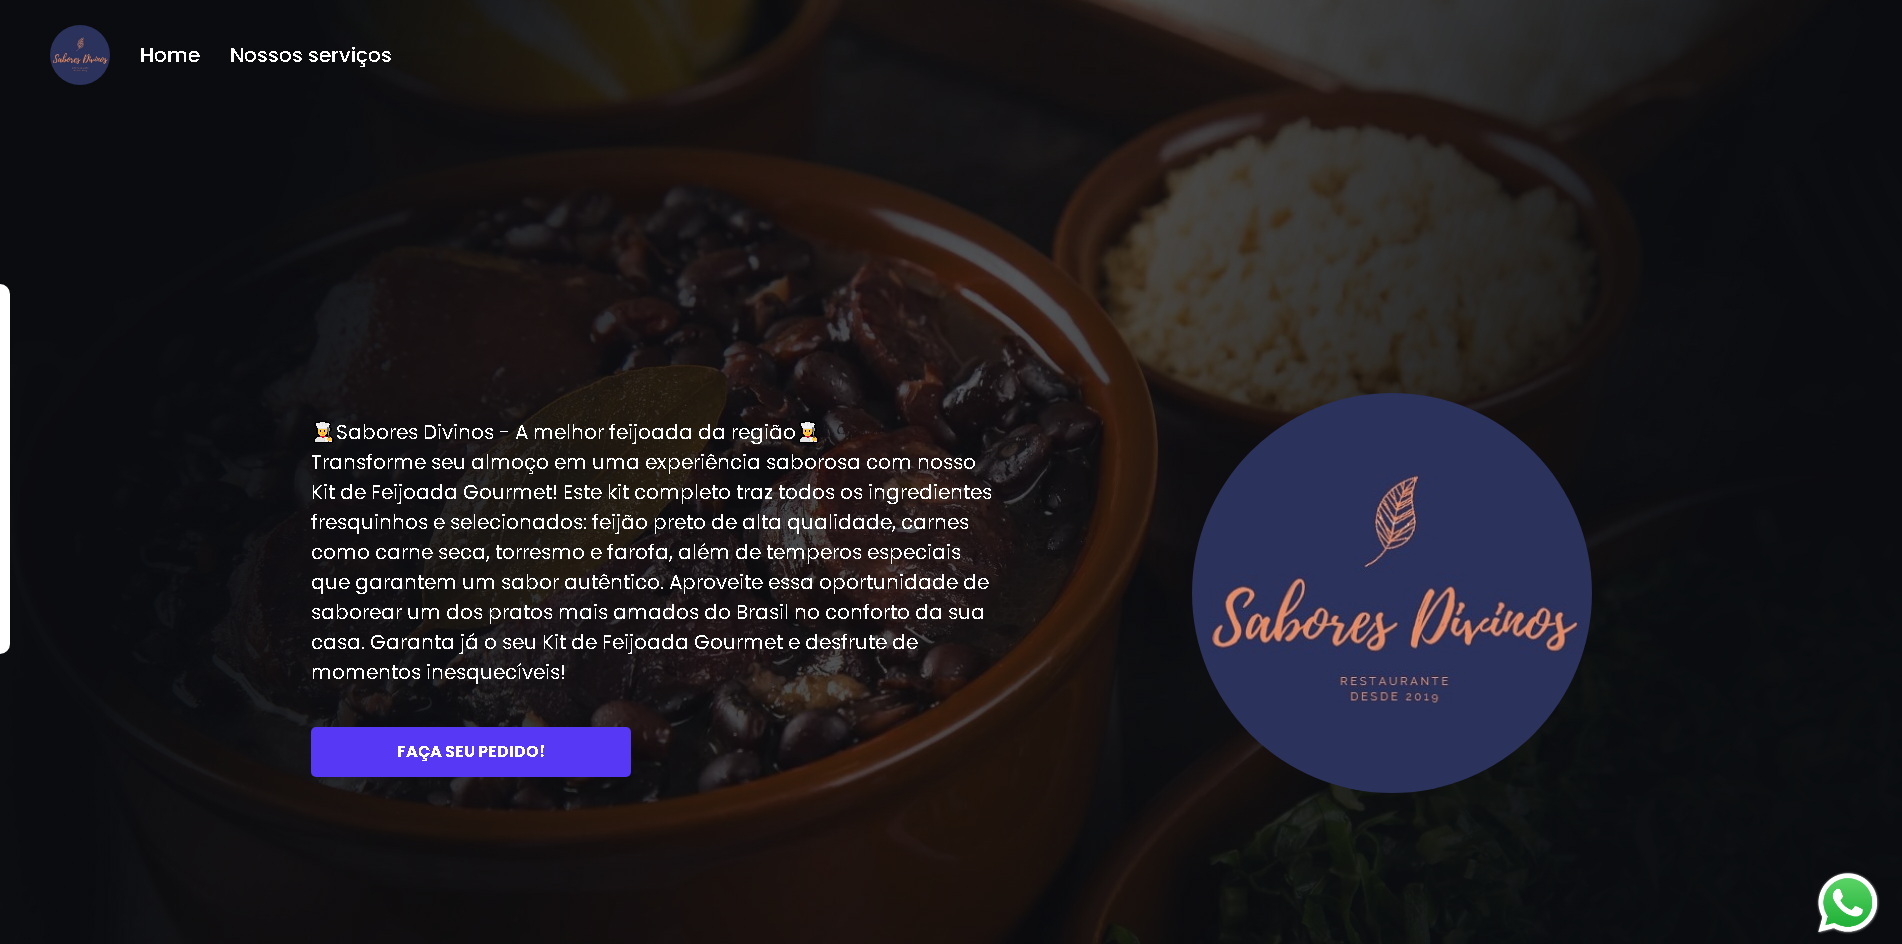 Sabores Divinos
Home
Nossos serviços
👩‍🍳Sabores Divinos - A melhor feijoada da região👩‍🍳
Transforme seu almoço em uma experiência saborosa com nosso
Kit de Feijoada Gourmet! Este kit completo traz todos os ingredientes
fresquinhos e selecionados: feijão preto de alta qualidade, carnes
como carne seca, torresmo e farofa, além de temperos especiais
que garantem um sabor autêntico. Aproveite essa oportunidade de
saborear um dos pratos mais amados do Brasil no conforto da sua
casa. Garanta já o seu Kit de Feijoada Gourmet e desfrute de
momentos inesquecíveis!
FAÇA SEU PEDIDO!
Sabores Divinos
RESTAURANTE
DESDE 2019